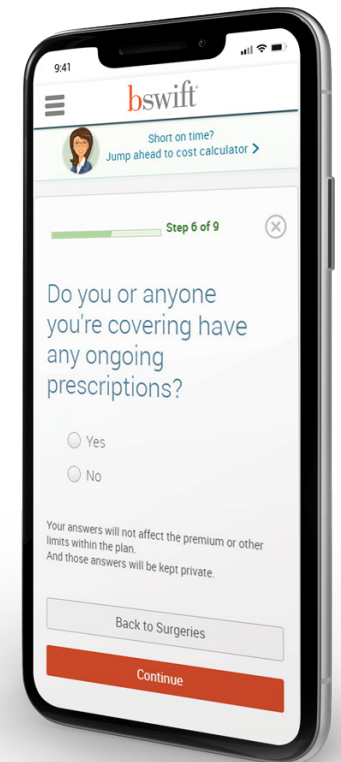 9:41
bswift
Short on time?
Jump ahead to cost calculator >
Step 6 of 9
Do you or anyone
you're covering have
any ongoing
prescriptions?
Yes
No
Your answers will not affect the premium or other
limits within the plan.
And those answers will be kept private.
Back to Surgeries
Continue